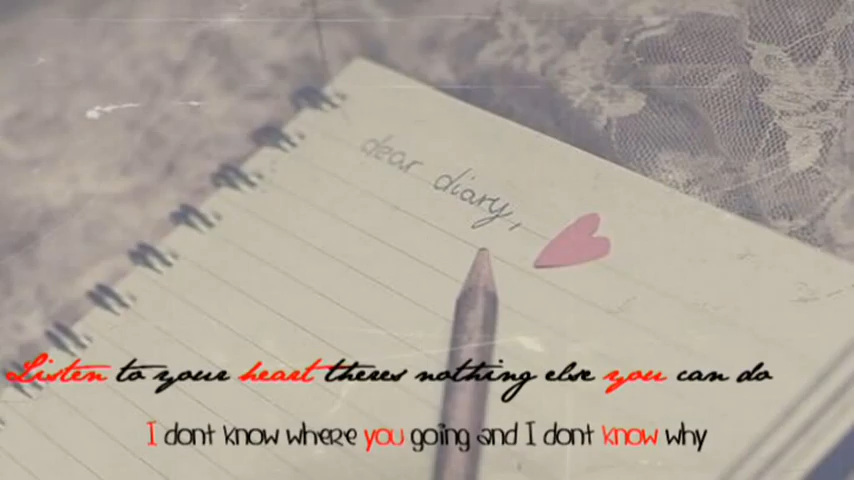 dear diary,
Listen to your heart theres nothing else you can do
I dont know where you going and I dont know why